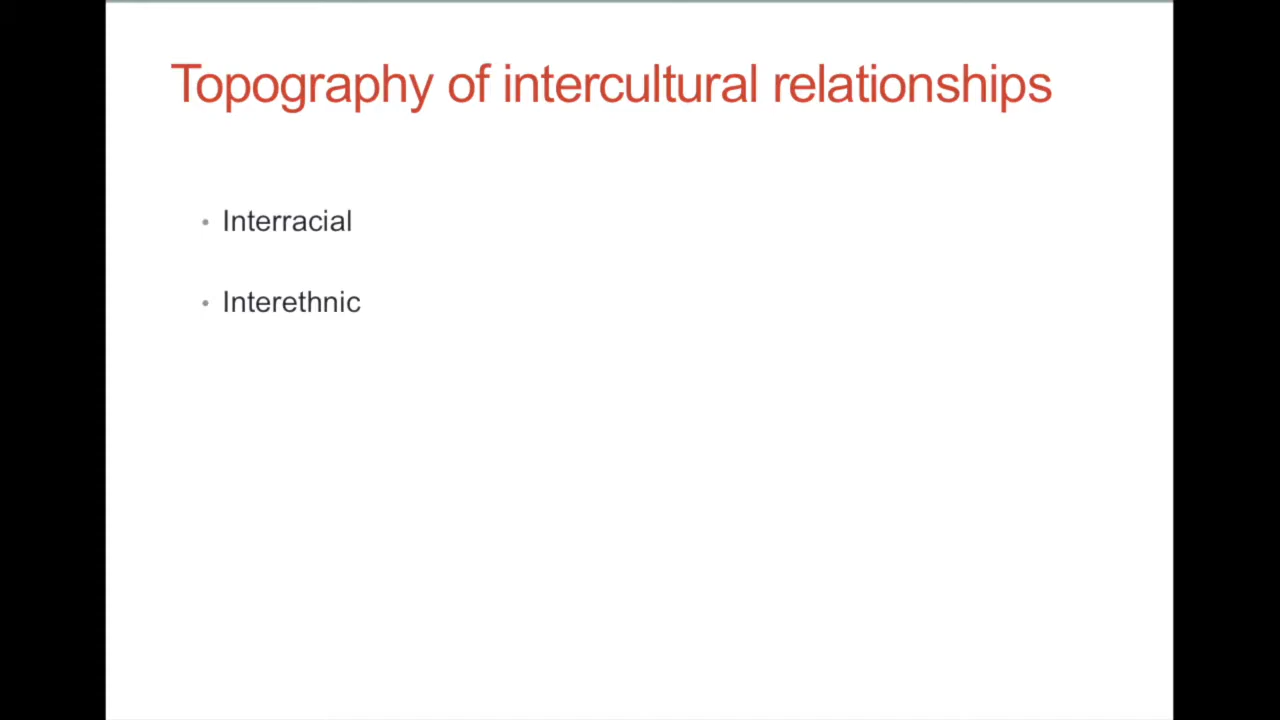 Topography of intercultural relationships
• Interracial
• Interethnic